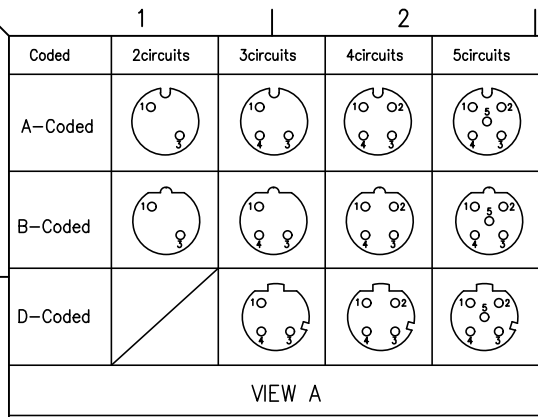 1 2
Coded 2circuits 3circuits 4circuits 5circuits
A-Coded
1 3
1 4 3
1 2 4 3
1 2 5 4 3
B-Coded
1 3
1 4 3
1 2 4 3
1 2 5 4 3
D-Coded
1 4 3
1 2 4 3
1 2 5 4 3
VIEW A